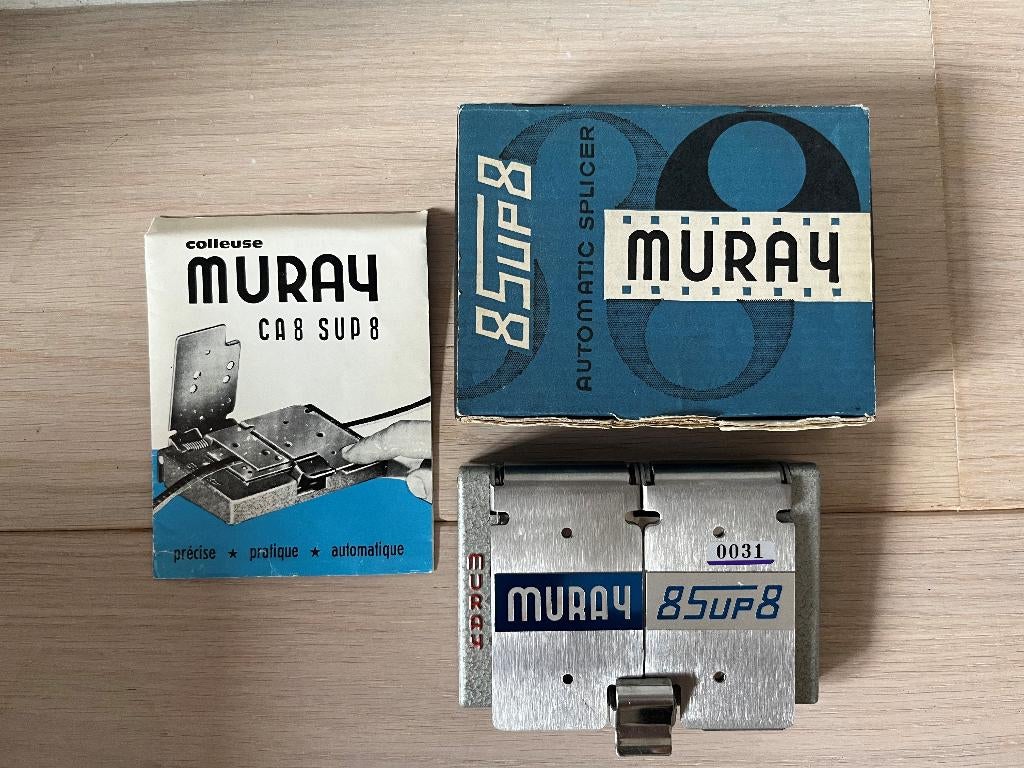 colleuse
MURAY
CA8 SUP8
précise ★ pratique ★ automatique
8SUP8
AUTOMATIC SPLICER
MURAY
MURAY
MURAY
8SUP8
0031